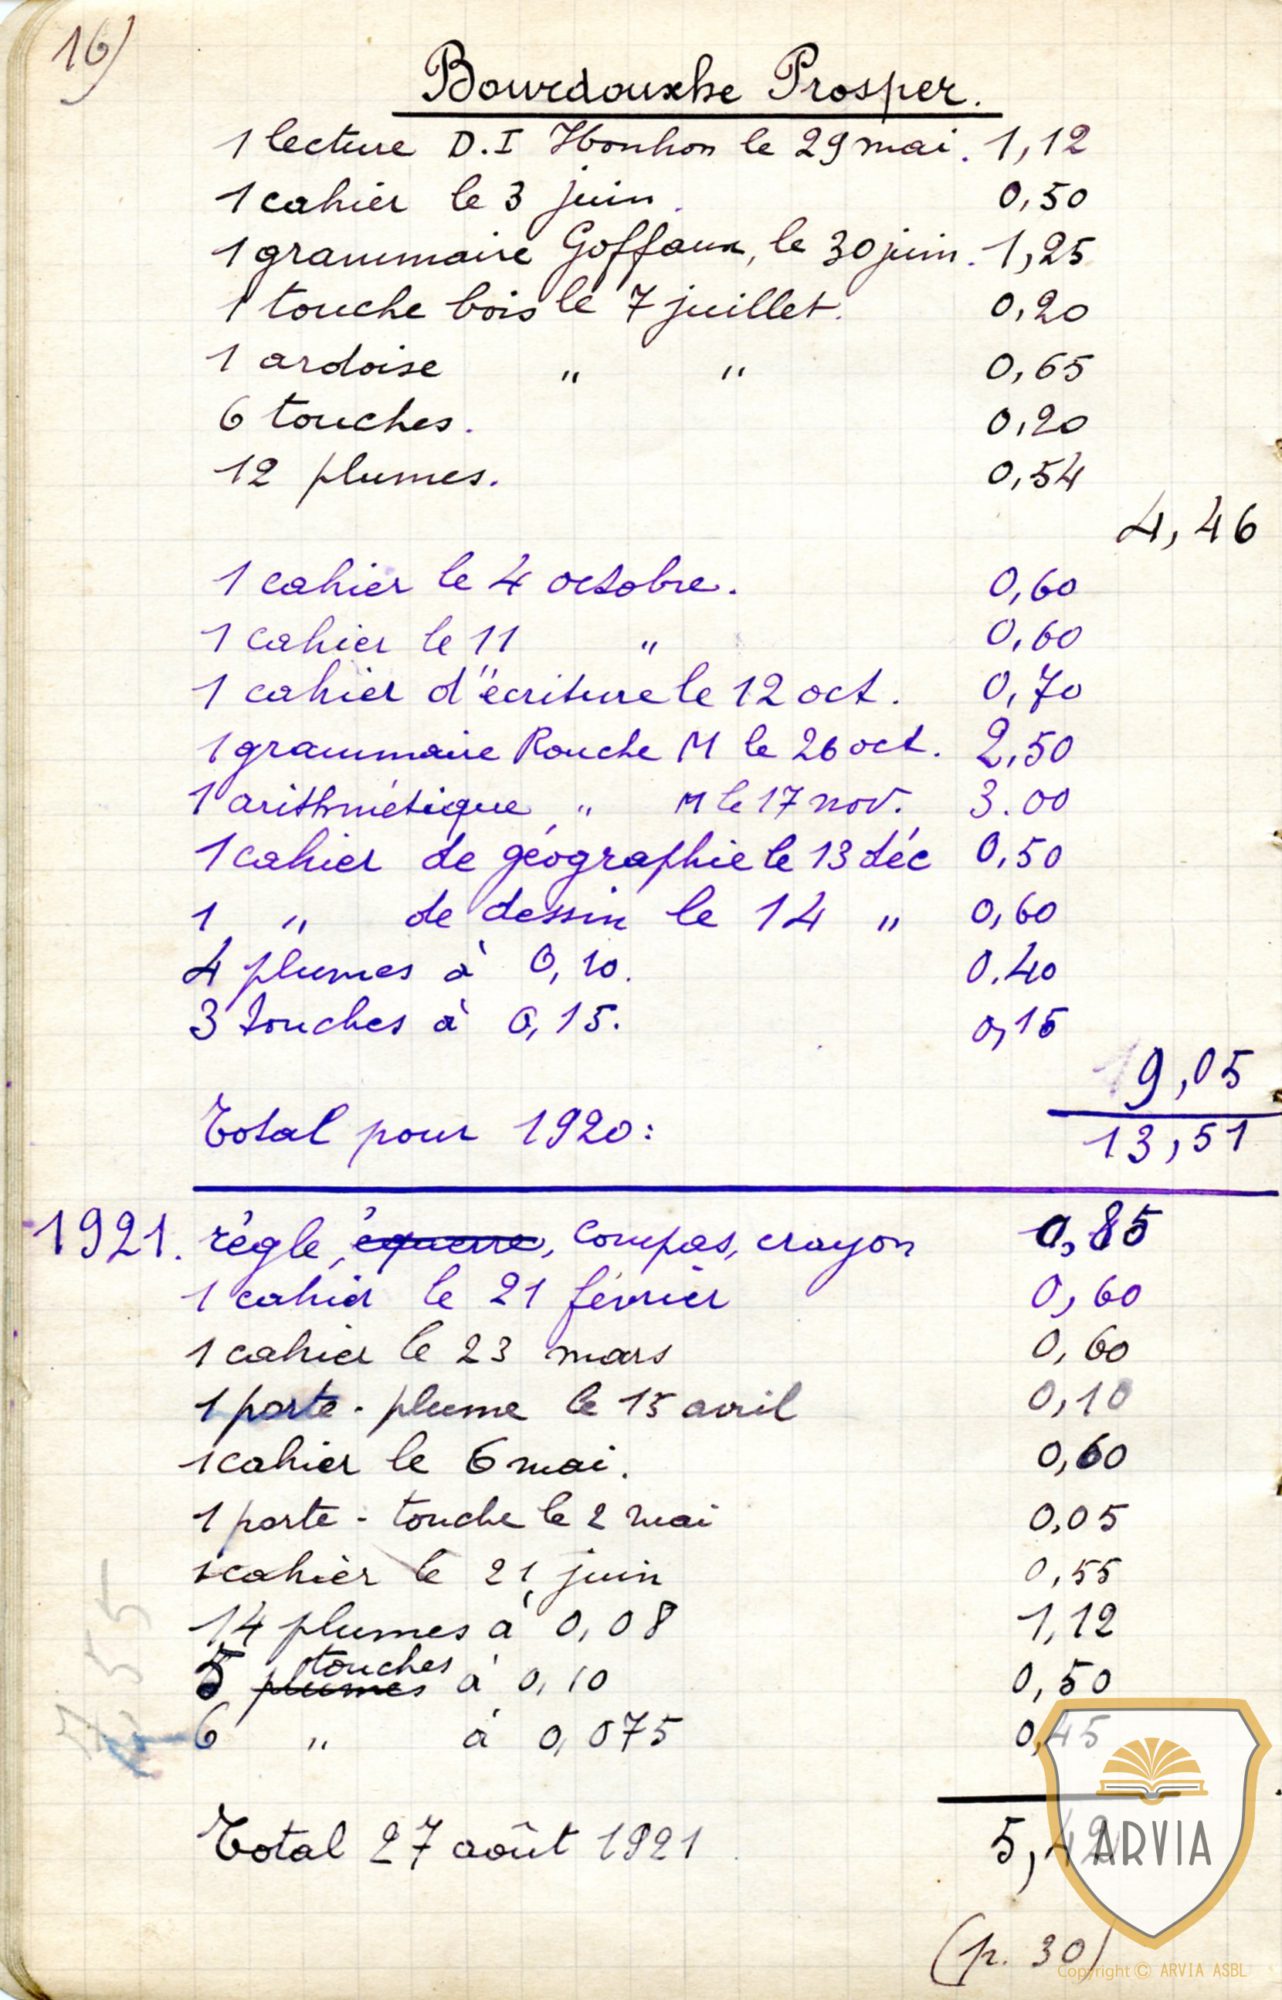 16)
Bourdouxhe Prosper.
1 lecture D.I Honhon le 29 mai. 1,12
1 cahier le 3 juin. 0,50
1 grammaire Goffaux, le 30 juin. 1,25
1 touche bois le 7 juillet. 0,20
1 ardoise " " 0,65
6 touches. 0,20
12 plumes. 0,54
4,46
1 cahier le 4 octobre. 0,60
1 cahier le 11 " 0,60
1 cahier d'écriture le 12 oct. 0,70
1 grammaire Rouche M le 26 oct. 2,50
1 arithmétique " M le 17 nov. 3.00
1 cahier de géographie le 13 déc 0,50
1 " de dessin le 14 " 0,60
4 plumes à 0,10. 0,40
3 touches à 0,15. 0,15
9,05
Total pour 1920: 13,51
1921. règle, équerre, compas, crayon 0,85
1 cahier le 21 février 0,60
1 cahier le 23 mars 0,60
1 porte-plume le 15 avril 0,10
1 cahier le 6 mai. 0,60
1 porte-touche le 2 mai 0,05
1 cahier le 21 juin 0,55
14 plumes à 0,08 1,12
5 plumes touches à 0,10 0,50
6 " à 0,075 0,45
7,55
Total 27 août 1921 5,42
ARVIA
(p. 30)
Copyright © ARVIA ASBL